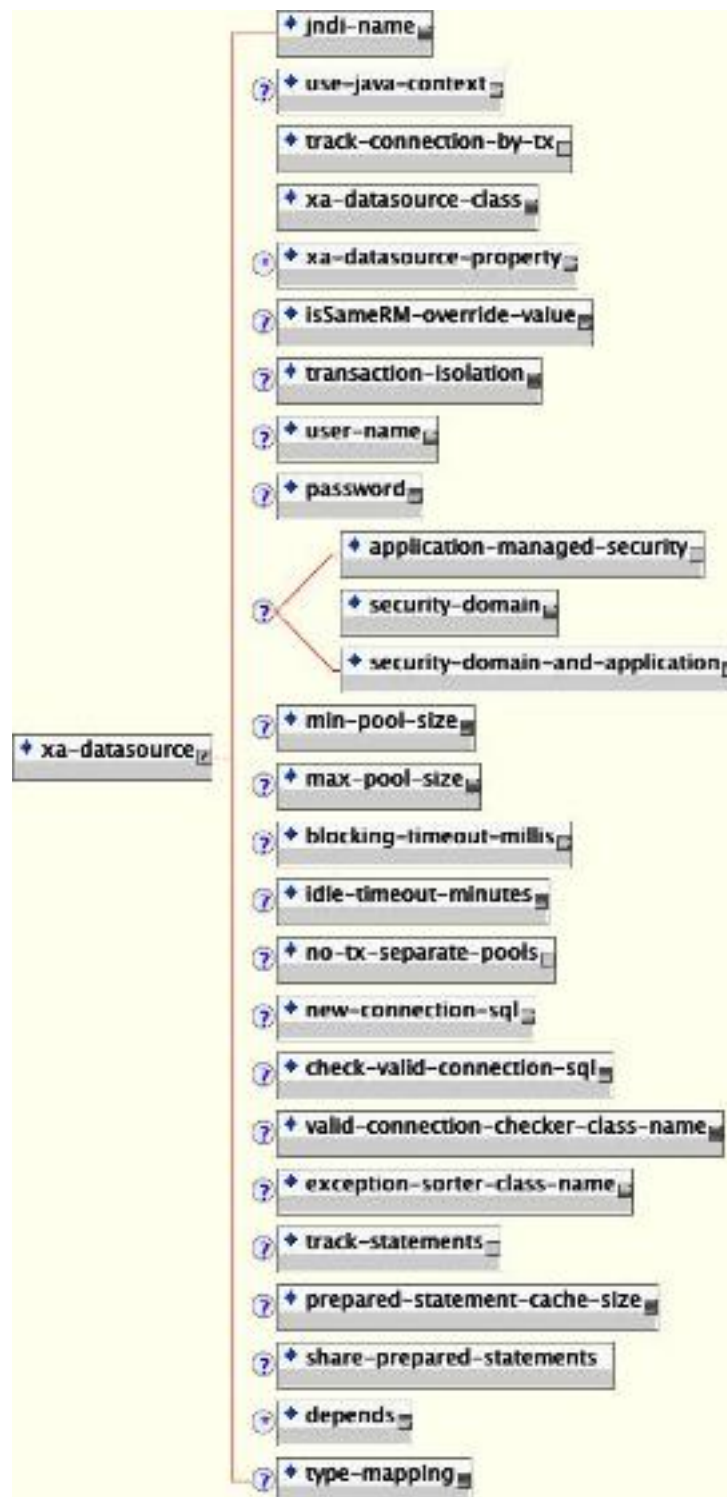 jndi-name
? use-java-context
track-connection-by-tx
xa-datasource-class
* xa-datasource-property
? isSameRM-override-value
? transaction-isolation
? user-name
? password
application-managed-security
? security-domain
security-domain-and-application
? min-pool-size
xa-datasource
? max-pool-size
? blocking-timeout-millis
? idle-timeout-minutes
? no-tx-separate-pools
? new-connection-sql
? check-valid-connection-sql
? valid-connection-checker-class-name
? exception-sorter-class-name
? track-statements
? prepared-statement-cache-size
? share-prepared-statements
* depends
? type-mapping